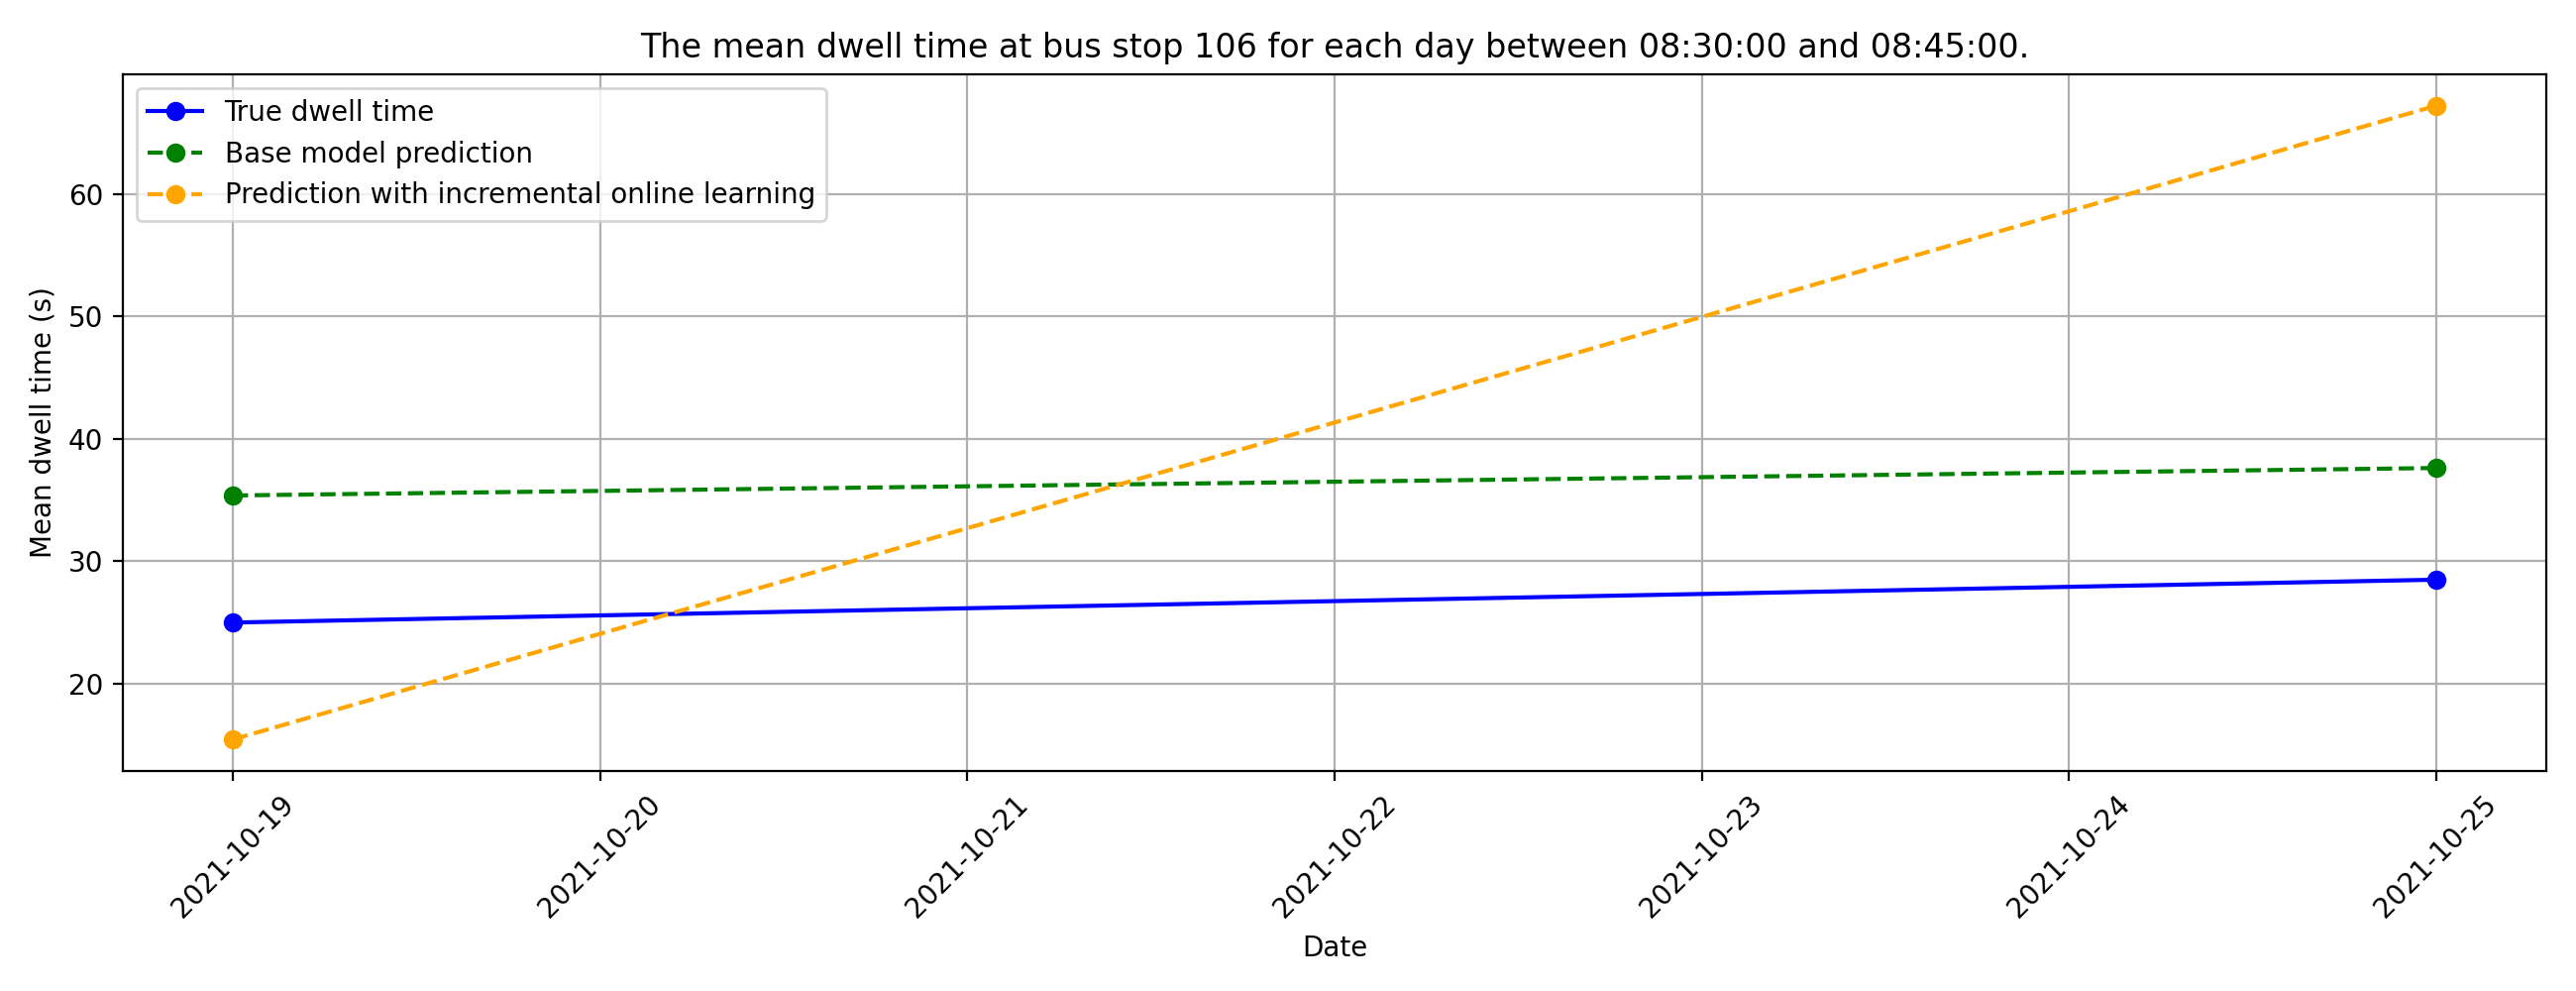 The mean dwell time at bus stop 106 for each day between 08:30:00 and 08:45:00.
True dwell time
Base model prediction
Prediction with incremental online learning
Mean dwell time (s)
60
50
40
30
20
2021-10-19
2021-10-20
2021-10-21
2021-10-22
2021-10-23
2021-10-24
2021-10-25
Date